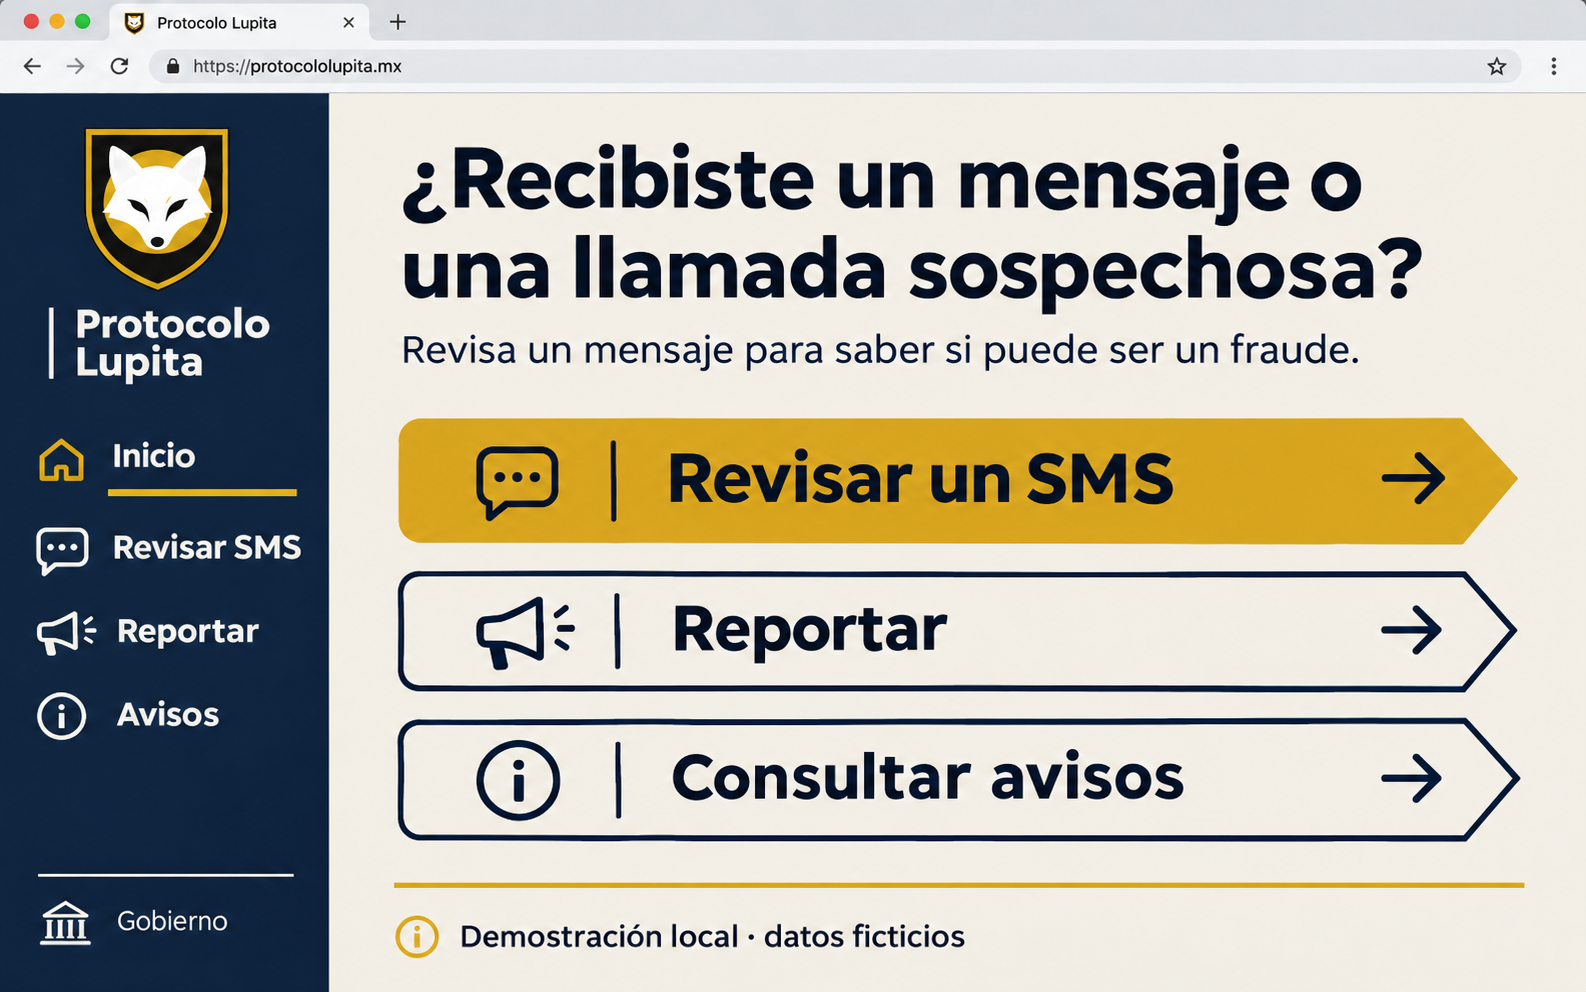 Protocolo Lupita
https://protocololupita.mx
Protocolo
Lupita
Inicio
Revisar SMS
Reportar
Avisos
Gobierno
¿Recibiste un mensaje o
una llamada sospechosa?
Revisa un mensaje para saber si puede ser un fraude.
Revisar un SMS
Reportar
Consultar avisos
Demostración local · datos ficticios